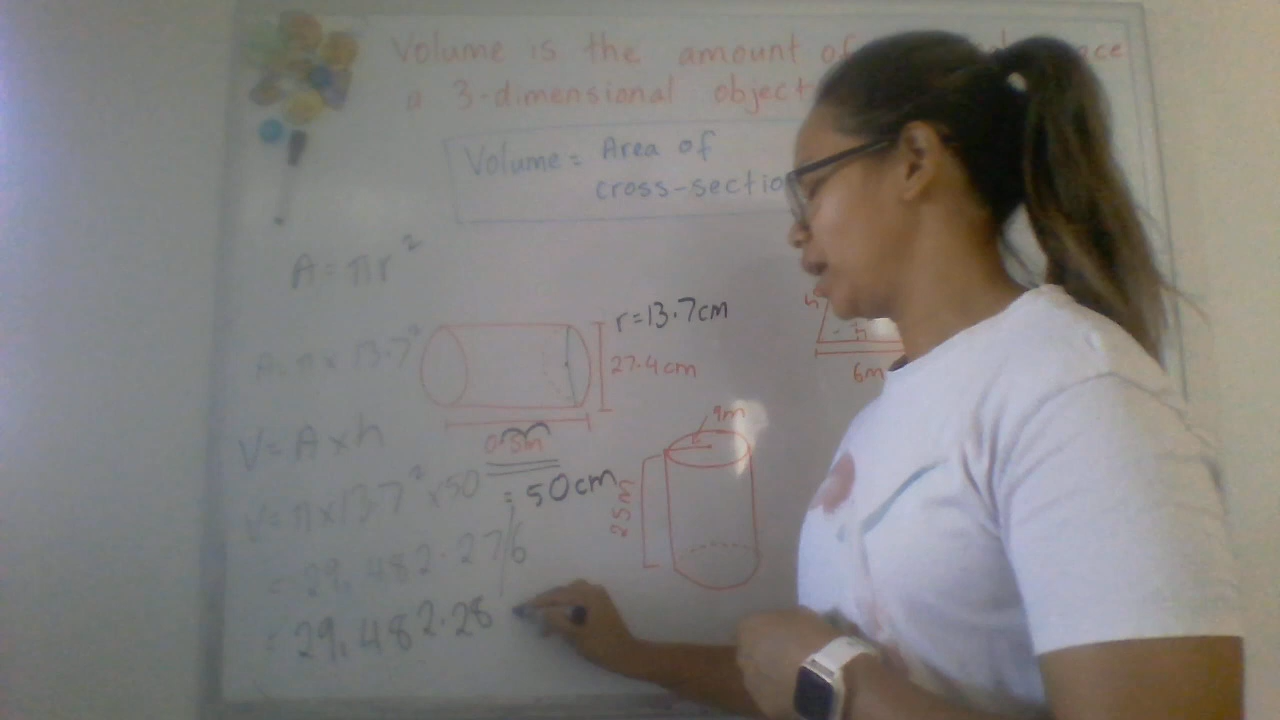 Volume is the amount of
a 3-dimensional object
Volume = Area of
cross-section
A = πr²
A = π × 13.7²
V = A × h
V = π × 13.7² × 50
= 29,482.27/6
= 29,482.28
r = 13.7cm
27.4cm
0.5m
= 50cm
9m
25m
h
6m